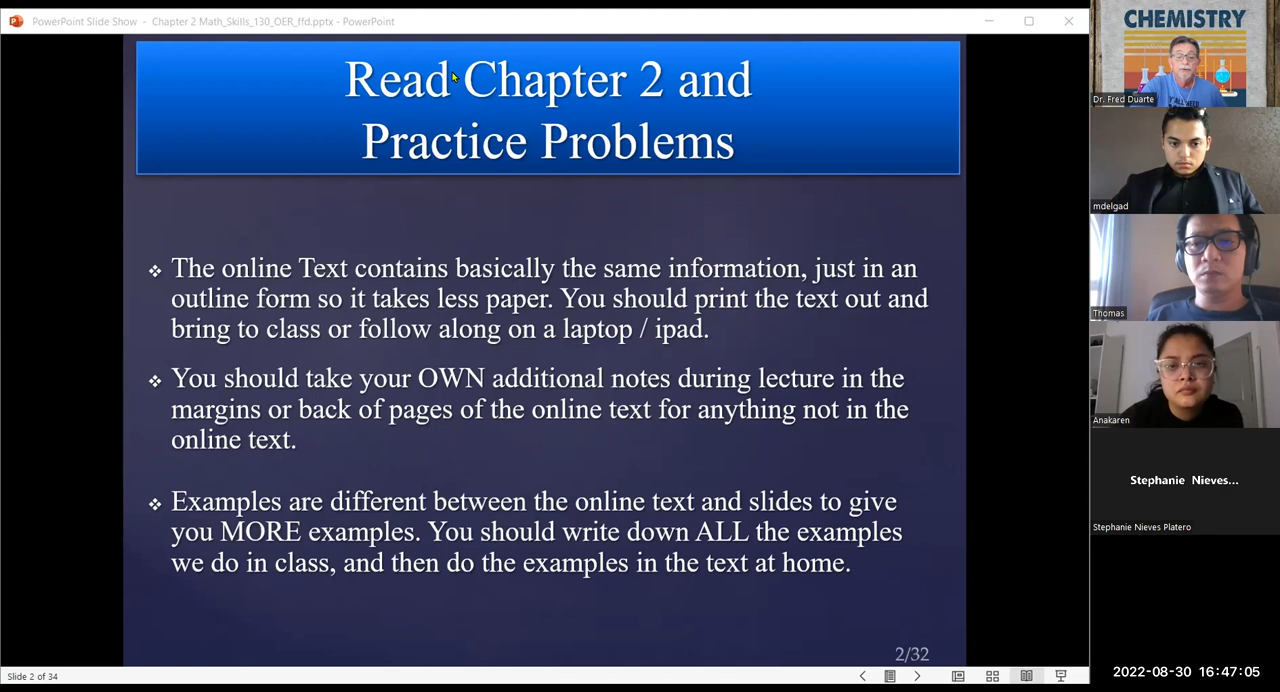 PowerPoint Slide Show - Chapter 2 Math_Skills_130_OER_ffd.pptx - PowerPoint
Read Chapter 2 and
Practice Problems
❖ The online Text contains basically the same information, just in an
outline form so it takes less paper. You should print the text out and
bring to class or follow along on a laptop / ipad.
❖ You should take your OWN additional notes during lecture in the
margins or back of pages of the online text for anything not in the
online text.
❖ Examples are different between the online text and slides to give
you MORE examples. You should write down ALL the examples
we do in class, and then do the examples in the text at home.
2/32
Slide 2 of 34
CHEMISTRY
Dr. Fred Duarte
mdelgad
Thomas
Anakaren
Stephanie Nieves...
Stephanie Nieves Platero
2022-08-30 16:47:05